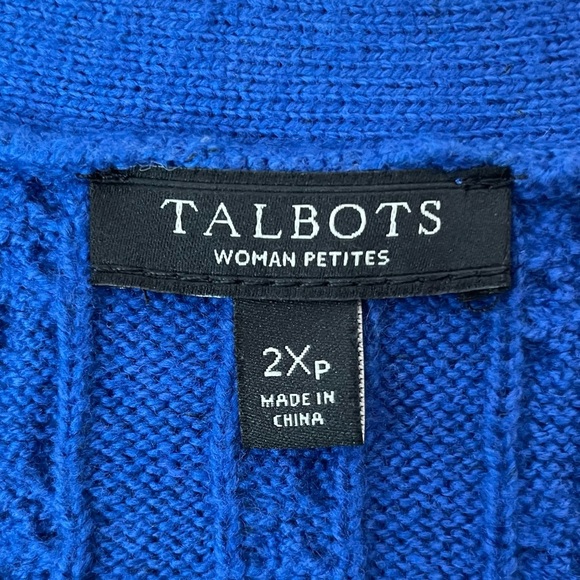 TALBOTS
WOMAN PETITES
2XP
MADE IN
CHINA